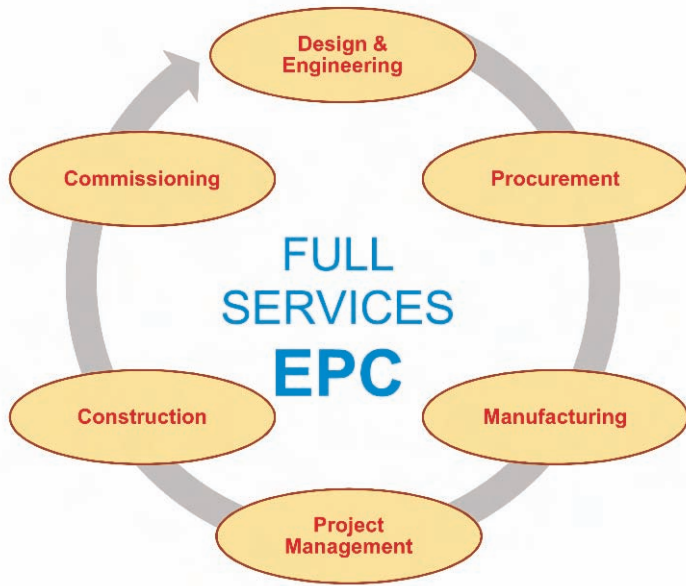 Design &
Engineering
Commissioning
Procurement
FULL
SERVICES
EPC
Construction
Manufacturing
Project
Management